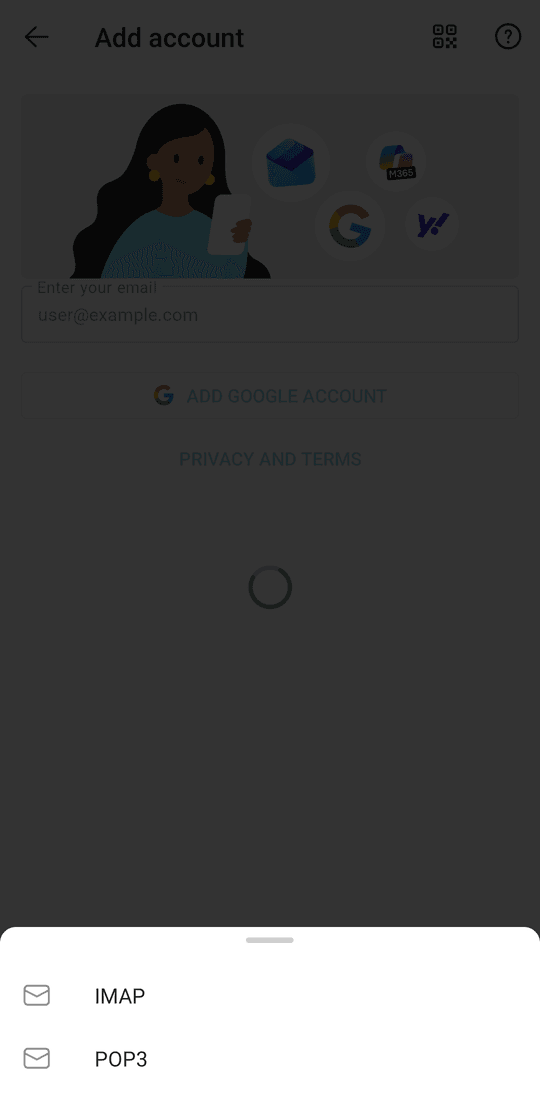 Add account
M365
Enter your email
user@example.com
ADD GOOGLE ACCOUNT
PRIVACY AND TERMS
IMAP
POP3